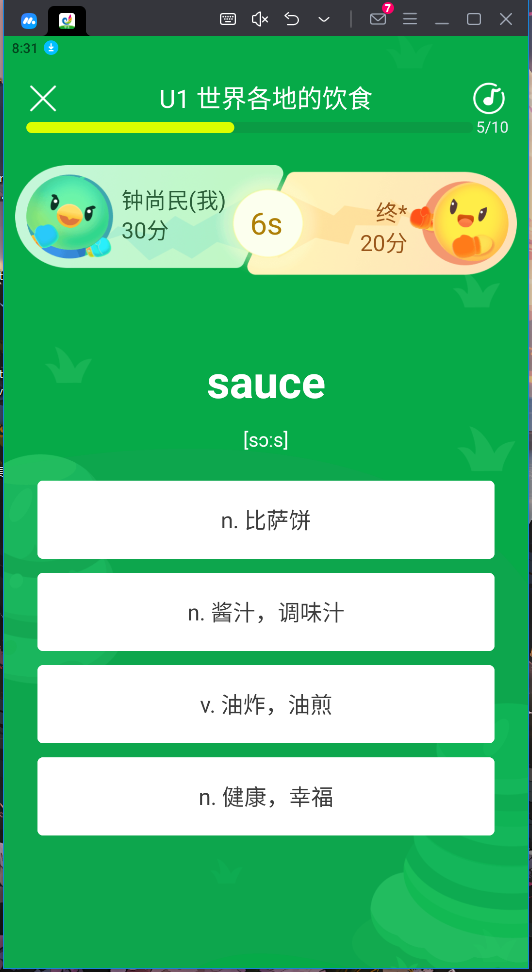 7
8:31
U1 世界各地的饮食
5/10
钟尚民(我)
30分
6s
终*
20分
sauce
[sɔːs]
n. 比萨饼
n. 酱汁，调味汁
v. 油炸，油煎
n. 健康，幸福